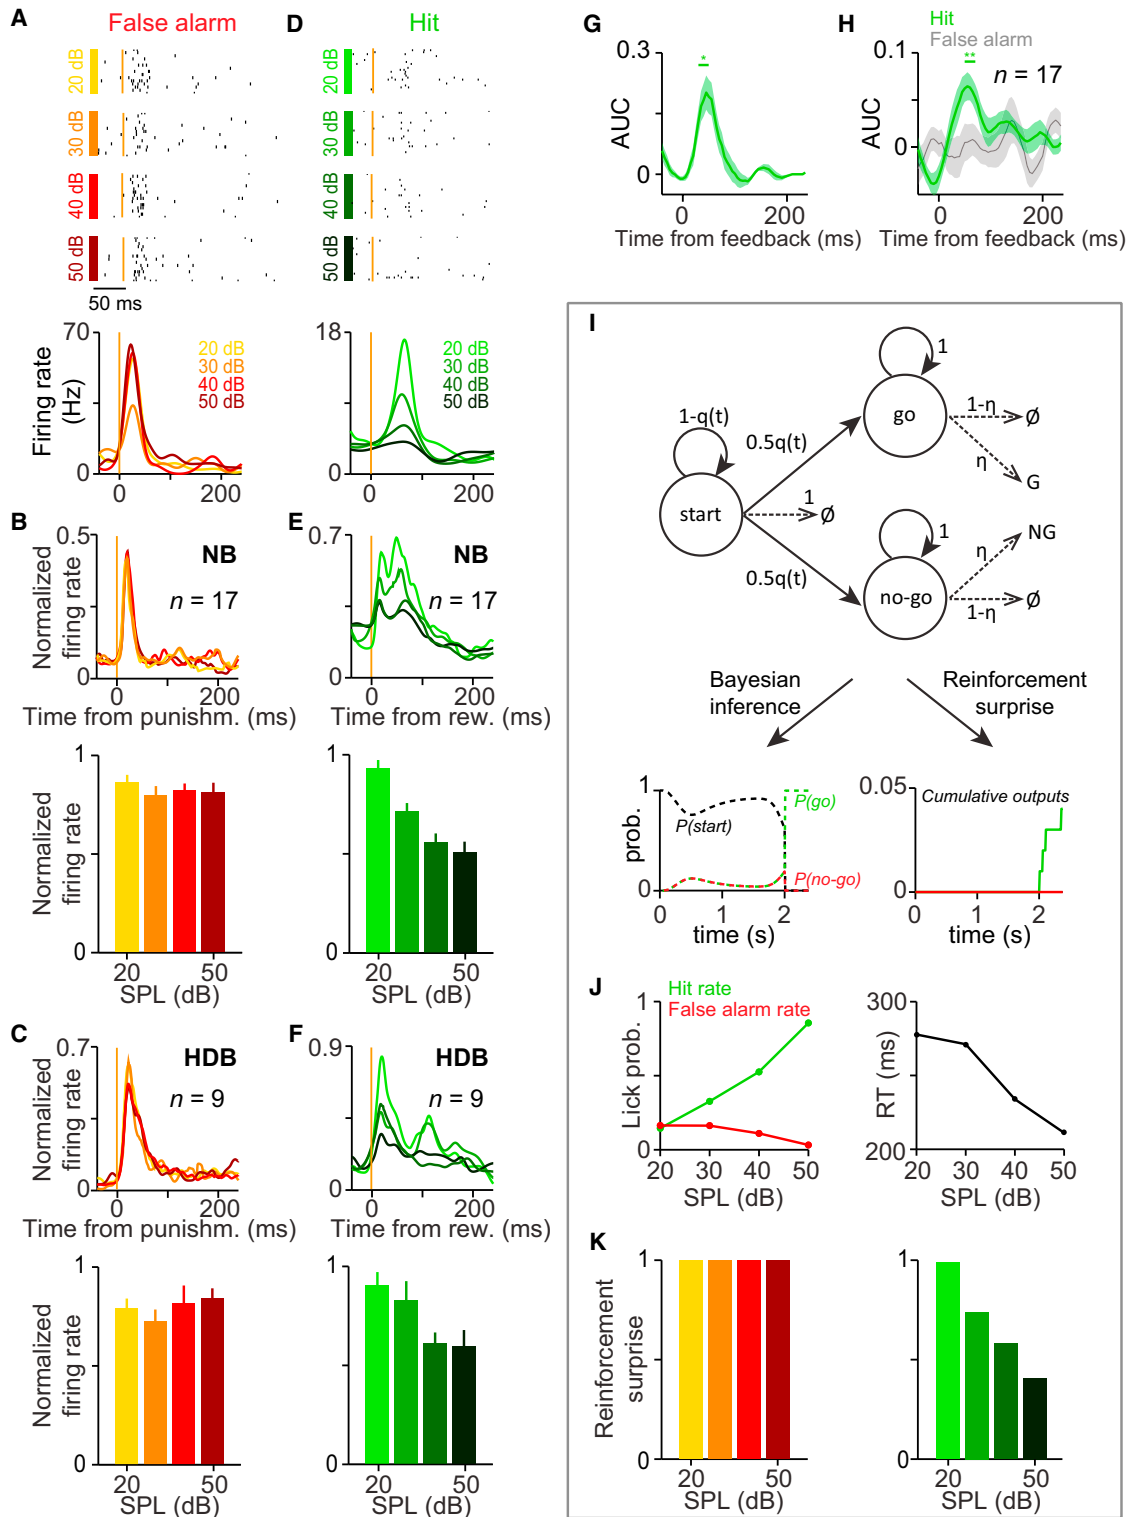 A
False alarm
20 dB
30 dB
40 dB
50 dB
50 ms
Firing rate
(Hz)
70
0
20 dB
30 dB
40 dB
50 dB
0
200
D
Hit
20 dB
30 dB
40 dB
50 dB
18
0
20 dB
30 dB
40 dB
50 dB
0
200
B
Normalized
firing rate
0.5
0
NB
n = 17
0
200
Time from punishm. (ms)
Normalized
firing rate
1
0
20
50
SPL (dB)
E
0.7
0
NB
n = 17
0
200
Time from rew. (ms)
1
0
20
50
SPL (dB)
C
Normalized
firing rate
0.7
0
HDB
n = 9
0
200
Time from punishm. (ms)
Normalized
firing rate
1
0
20
50
SPL (dB)
F
0.9
0
HDB
n = 9
0
200
Time from rew. (ms)
1
0
20
50
SPL (dB)
G
AUC
0.3
0
*
0
200
Time from feedback (ms)
H
Hit
False alarm
AUC
0.1
0
**
n = 17
0
200
Time from feedback (ms)
I
1
go
1-η
Ø
η
G
1-q(t)
0.5q(t)
start
1
Ø
0.5q(t)
1
no-go
NG
η
Ø
1-η
Bayesian
inference
Reinforcement
surprise
prob.
1
0
P(start)
P(go)
P(no-go)
0
1
2
time (s)
0.05
0
Cumulative outputs
0
1
2
time (s)
J
Hit rate
False alarm rate
Lick prob.
1
0
20
30
40
50
SPL (dB)
RT (ms)
300
200
20
30
40
50
SPL (dB)
K
Reinforcement
surprise
1
0
20
50
SPL (dB)
1
0
20
50
SPL (dB)